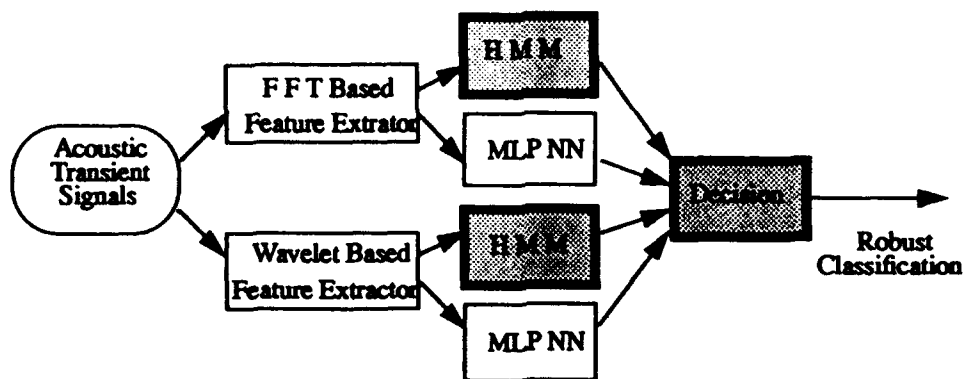 Acoustic
Transient
Signals
F F T Based
Feature Extrator
Wavelet Based
Feature Extractor
H M M
MLP NN
H M M
MLP NN
Decision
Robust
Classification